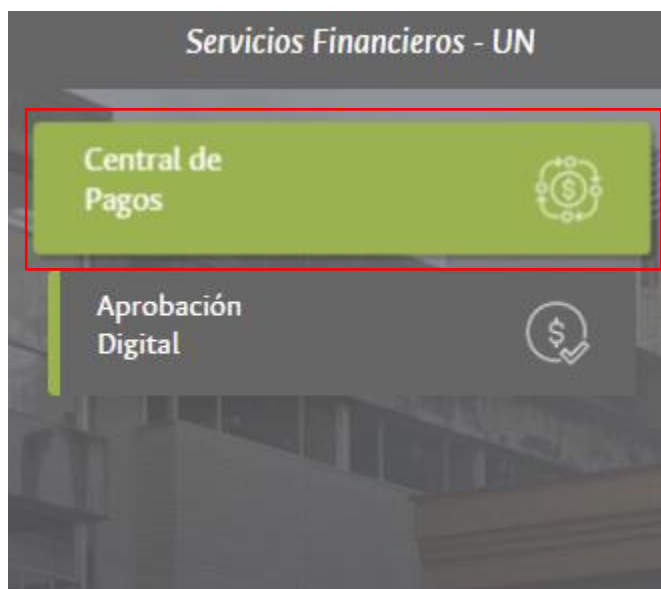 Servicios Financieros - UN
Central de
Pagos
$
Aprobación
Digital
$